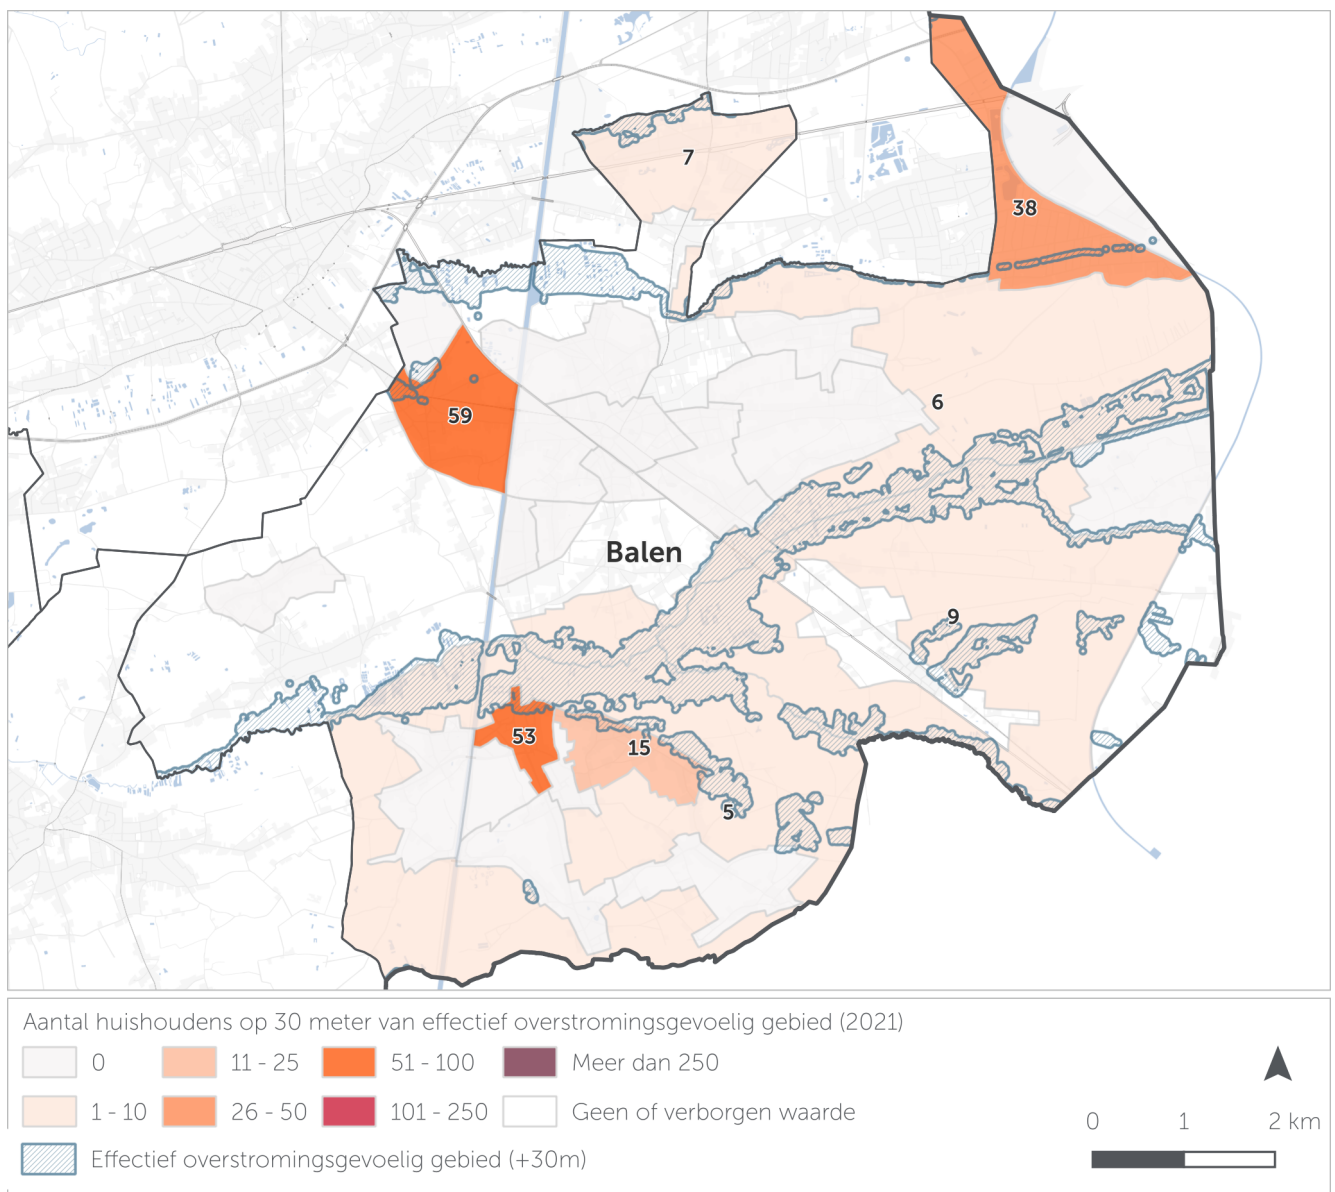 7
38
59
6
Balen
9
53
15
5
Aantal huishoudens op 30 meter van effectief overstromingsgevoelig gebied (2021)
0 11 - 25 51 - 100 Meer dan 250
1 - 10 26 - 50 101 - 250 Geen of verborgen waarde
Effectief overstromingsgevoelig gebied (+30m)
0 1 2 km